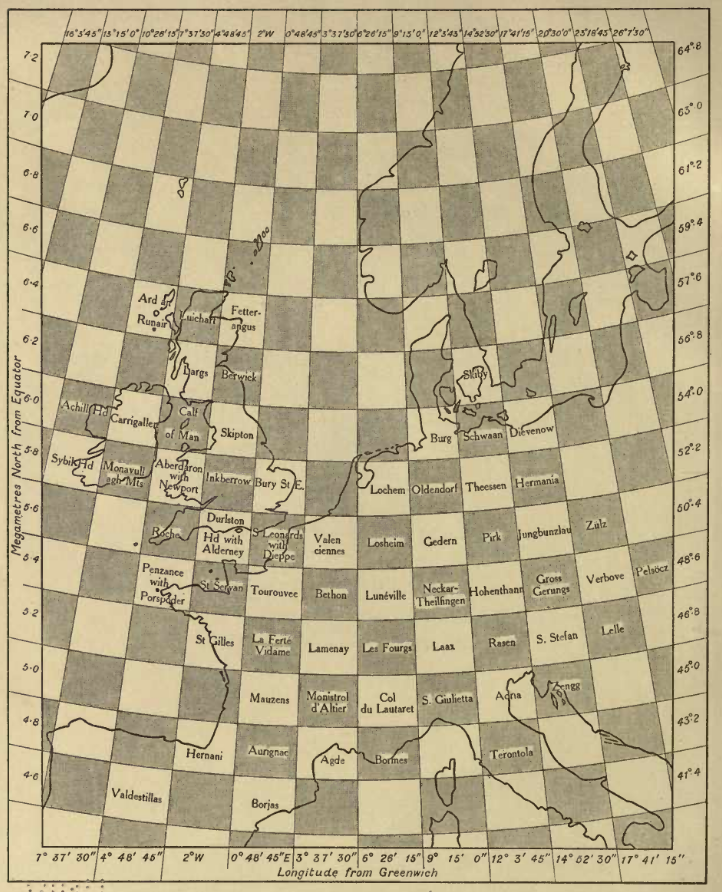 16°3'45" 13°15'0" 10°26'15" 7°37'30" 4°48'45" 2°W 0°48'45" 3°37'30" 6°26'15" 9°15'0" 12°3'45" 14°52'30" 17°41'15" 20°30'0" 23°18'45" 26°7'30"
7·2
64°·8
7·0
63°·0
6·8
61°·2
6·6
59°·4
6·4
57°·6
Ard an
Runair
Luichart
Fetter-
angus
6·2
55°·8
Largs
Berwick
Skiby
6·0
54°·0
Achill Hd
Carrigallen
Calf
of Man
Skipton
Burg
Schwaan
Dievenow
5·8
52°·2
Sybil Hd
Monavull
agh Mts
Aberdaron
with
Newport
Inkberrow
Bury St E.
Lochem
Oldendorf
Theessen
Hermania
5·6
50°·4
Roche
Durlston
Hd with
Alderney
S Leonards
with
Dieppe
Valen
ciennes
Losheim
Gedern
Pirk
Jungbunzlau
Zülz
5·4
48°·6
Penzance
with
Porspoder
St Servan
Tourouvre
Bethon
Lunéville
Neckar-
Theilfingen
Hohenthann
Gross
Gerungs
Verbove
Pelsöcz
5·2
46°·8
St Gilles
La Ferté
Vidame
Lamenay
Les Fourgs
Laax
Rasen
S. Stefan
Lelle
5·0
45°·0
Mauzens
Monistrol
d'Altier
Col
du Lautaret
S. Giulietta
Adria
Zengg
4·8
43°·2
Hernani
Aurignac
Agde
Bormes
Terontola
4·6
41°·4
Valdestillas
Borjas
Megametres North from Equator
7° 37' 30" 4° 48' 45" 2°W 0° 48' 45"E 3° 37' 30" 6° 26' 15" 9° 15' 0" 12° 3' 45" 14° 52' 30" 17° 41' 15"
Longitude from Greenwich